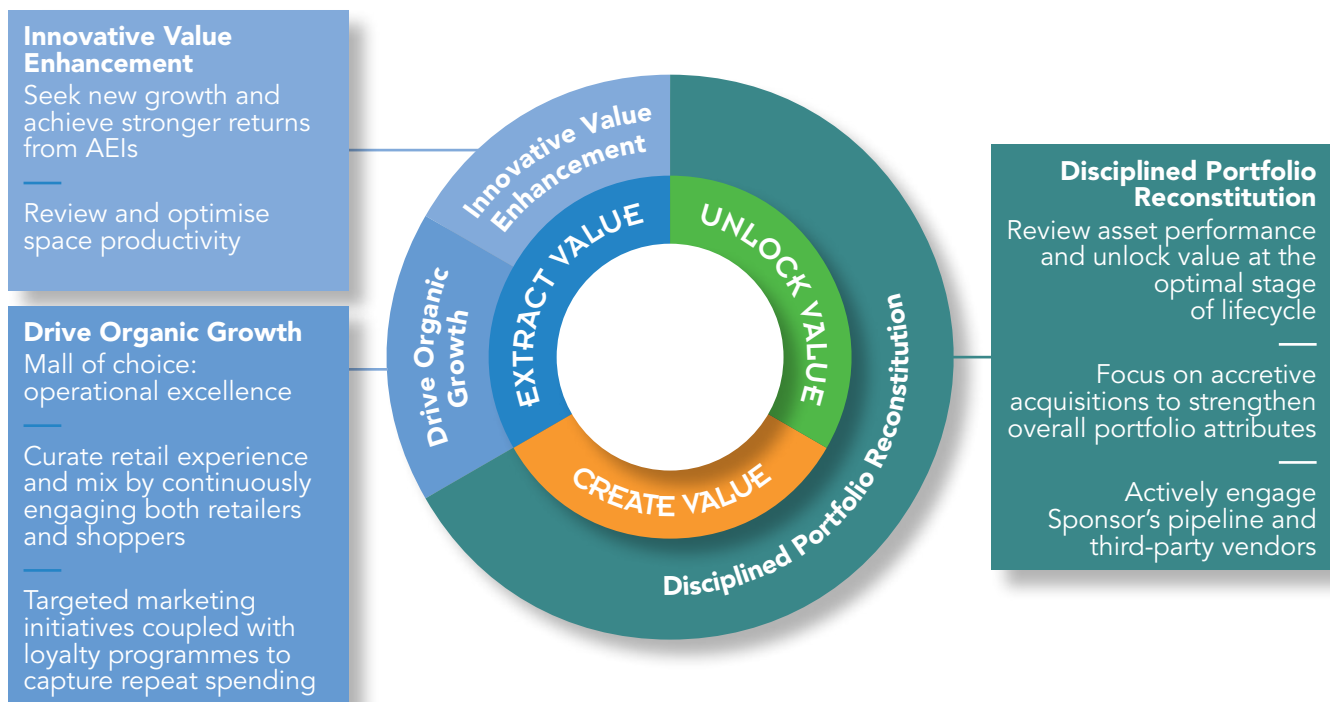 Innovative Value
Enhancement
Seek new growth and
achieve stronger returns
from AEIs
Review and optimise
space productivity
Drive Organic Growth
Mall of choice:
operational excellence
Curate retail experience
and mix by continuously
engaging both retailers
and shoppers
Targeted marketing
initiatives coupled with
loyalty programmes to
capture repeat spending
Innovative Value
Enhancement
Drive Organic
Growth
EXTRACT VALUE
UNLOCK VALUE
CREATE VALUE
Disciplined Portfolio Reconstitution
Disciplined Portfolio
Reconstitution
Review asset performance
and unlock value at the
optimal stage
of lifecycle
Focus on accretive
acquisitions to strengthen
overall portfolio attributes
Actively engage
Sponsor's pipeline and
third-party vendors